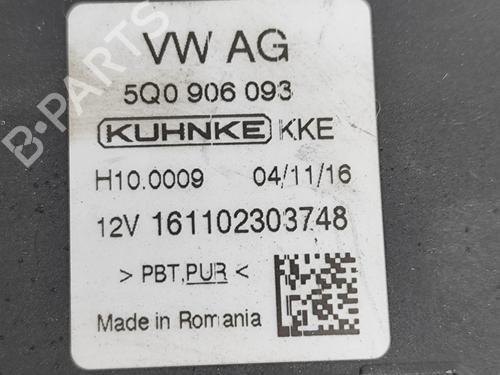 VW AG
5Q0 906 093
KUHNKE KKE
H10.0009 04/11/16
12V 161102303748
> PBT,PUR <
Made in Romania
B-PARTS